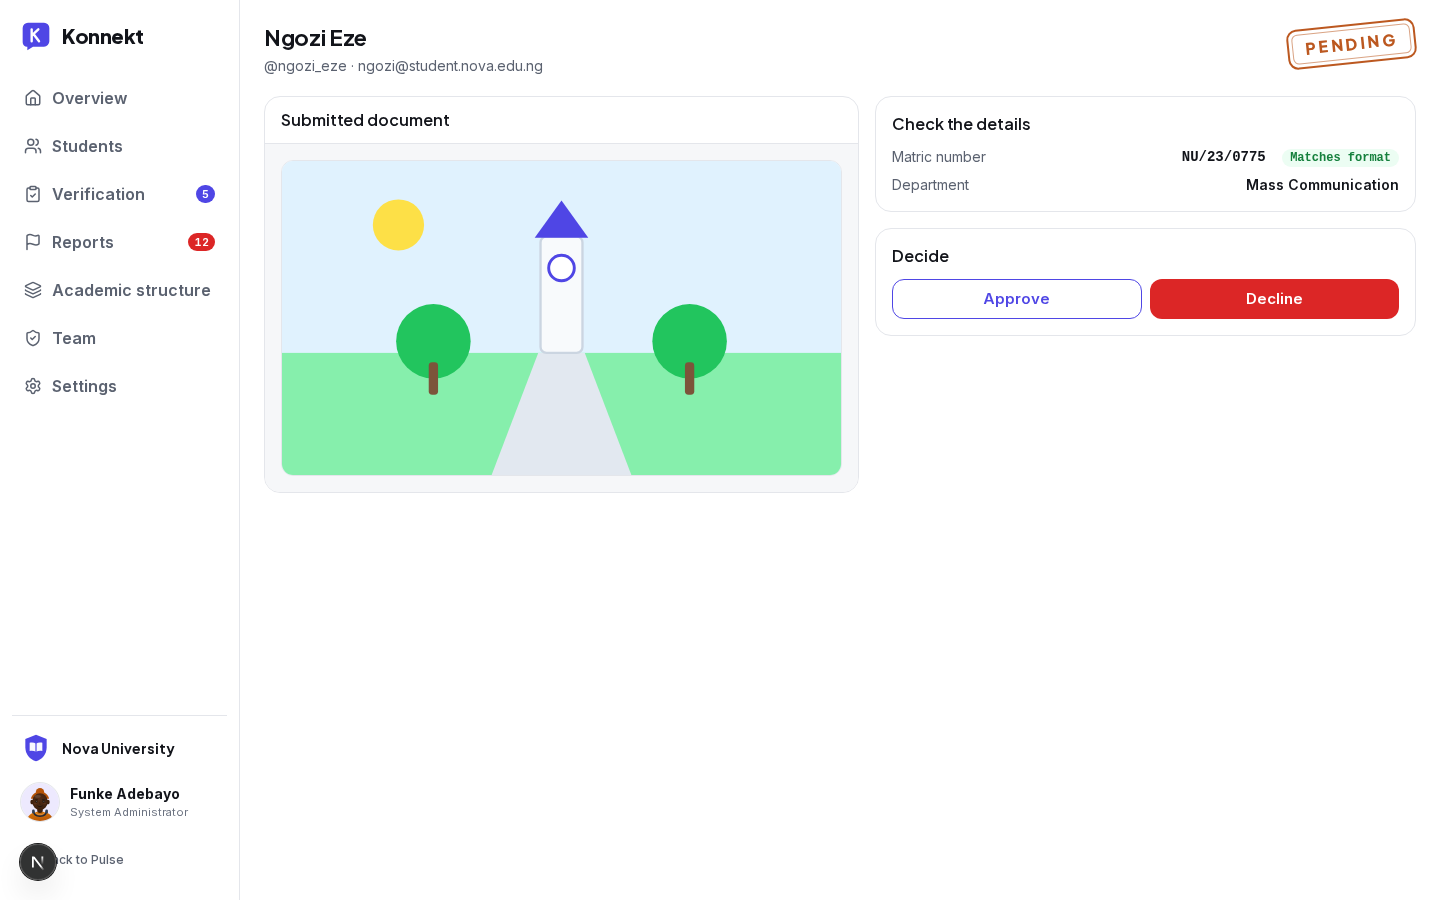 Konnekt
Overview
Students
Verification 5
Reports 12
Academic structure
Team
Settings
Nova University
Funke Adebayo
System Administrator
to Pulse
Ngozi Eze
@ngozi_eze · ngozi@student.nova.edu.ng
PENDING
Submitted document
Check the details
Matric number NU/23/0775 Matches format
Department Mass Communication
Decide
Approve Decline